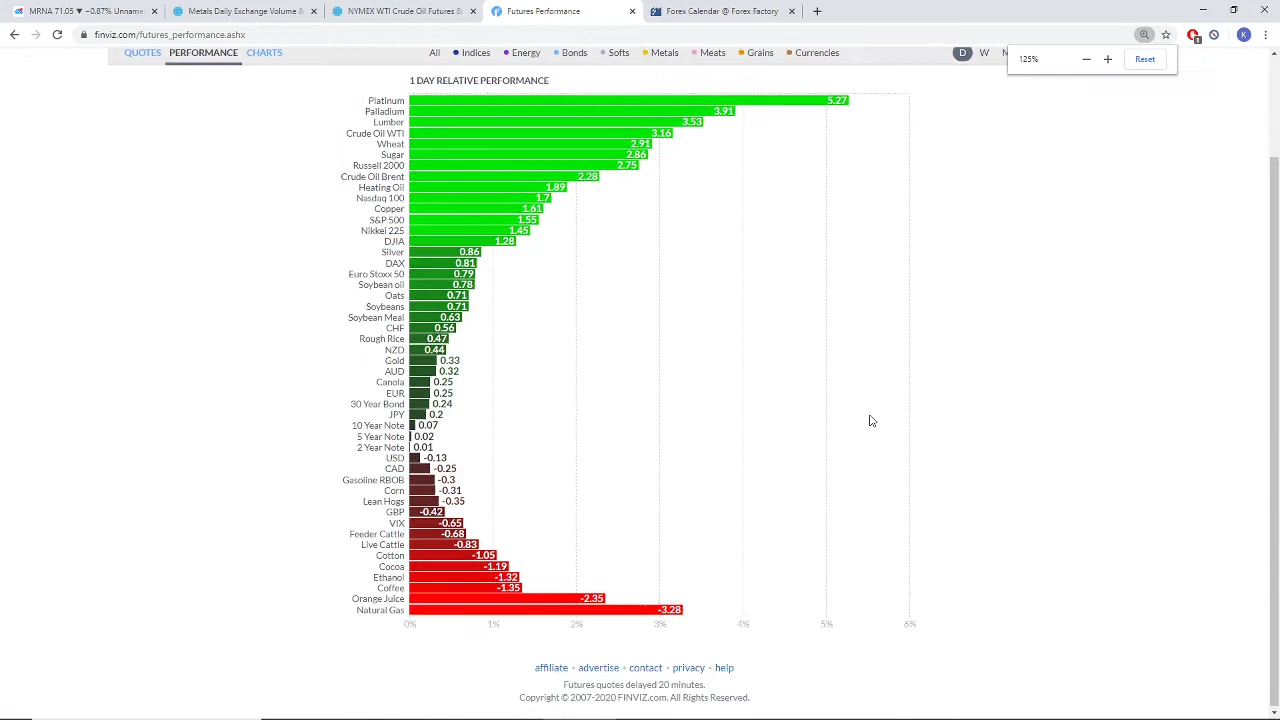 MRNA 71.05 ▼ −0.87% Unnam
Metals Daily Exchange Volume &
NYMEX WTI Crude Oil Futures &
Futures Performance
Forex Calendar @ Forex Factory
finviz.com/futures_performance.ashx
K
QUOTES PERFORMANCE CHARTS
All Indices Energy Bonds Softs Metals Meats Grains Currencies
D W
125% Reset
1 DAY RELATIVE PERFORMANCE
Platinum 5.27
Palladium 3.91
Lumber 3.53
Crude Oil WTI 3.16
Wheat 2.91
Sugar 2.86
Russell 2000 2.75
Crude Oil Brent 2.28
Heating Oil 1.89
Nasdaq 100 1.7
Copper 1.61
S&P 500 1.55
Nikkei 225 1.45
DJIA 1.28
Silver 0.86
DAX 0.81
Euro Stoxx 50 0.79
Soybean oil 0.78
Oats 0.71
Soybeans 0.71
Soybean Meal 0.63
CHF 0.56
Rough Rice 0.47
NZD 0.44
Gold 0.33
AUD 0.32
Canola 0.25
EUR 0.25
30 Year Bond 0.24
JPY 0.2
10 Year Note 0.07
5 Year Note 0.02
2 Year Note 0.01
USD -0.13
CAD -0.25
Gasoline RBOB -0.3
Corn -0.31
Lean Hogs -0.35
GBP -0.42
VIX -0.65
Feeder Cattle -0.68
Live Cattle -0.83
Cotton -1.05
Cocoa -1.19
Ethanol -1.32
Coffee -1.35
Orange Juice -2.35
Natural Gas -3.28
0% 1% 2% 3% 4% 5% 6%
affiliate • advertise • contact • privacy • help
Futures quotes delayed 20 minutes.
Copyright © 2007-2020 FINVIZ.com. All Rights Reserved.